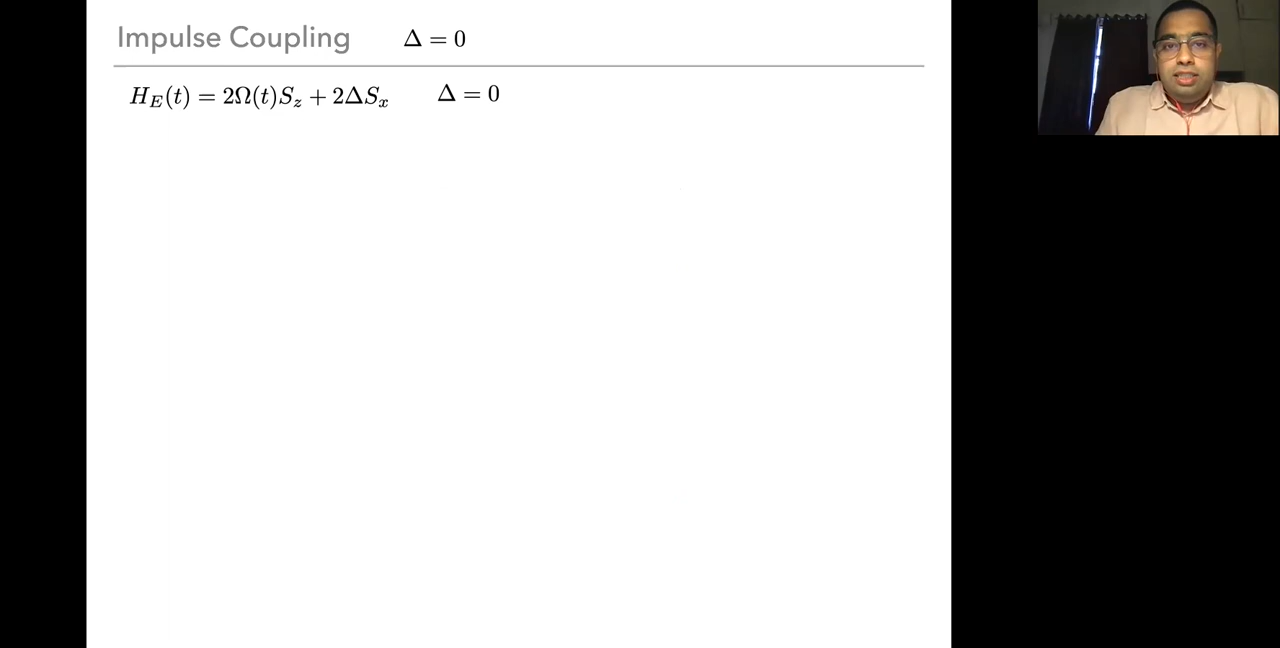 Impulse Coupling Δ = 0
H_E(t) = 2Ω(t)S_z + 2ΔS_x Δ = 0